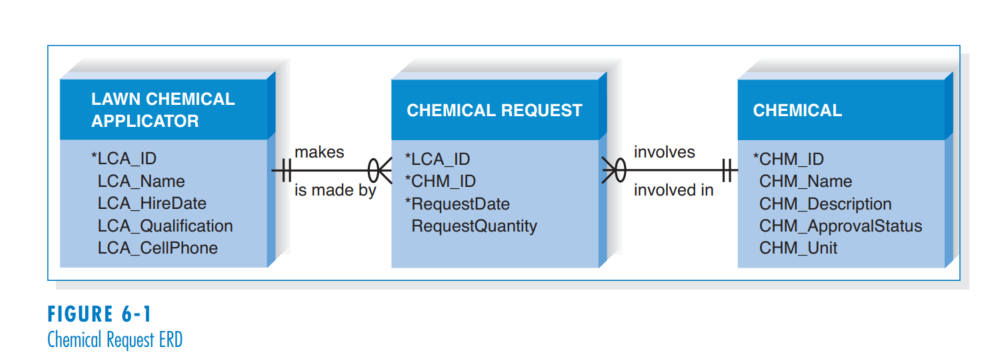 LAWN CHEMICAL
APPLICATOR
*LCA_ID
LCA_Name
LCA_HireDate
LCA_Qualification
LCA_CellPhone
makes
is made by
CHEMICAL REQUEST
*LCA_ID
*CHM_ID
*RequestDate
RequestQuantity
involves
involved in
CHEMICAL
*CHM_ID
CHM_Name
CHM_Description
CHM_ApprovalStatus
CHM_Unit
FIGURE 6-1
Chemical Request ERD